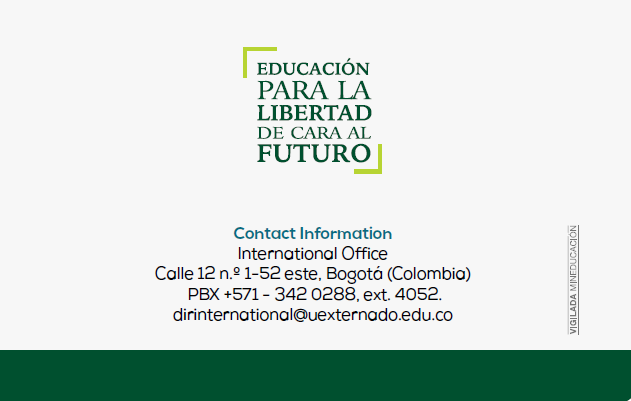 EDUCACIÓN
PARA LA
LIBERTAD
DE CARA AL
FUTURO
Contact Information
International Office
Calle 12 n.º 1-52 este, Bogotá (Colombia)
PBX +571 - 342 0288, ext. 4052.
dirinternational@uexternado.edu.co
VIGILADA MINEDUCACION